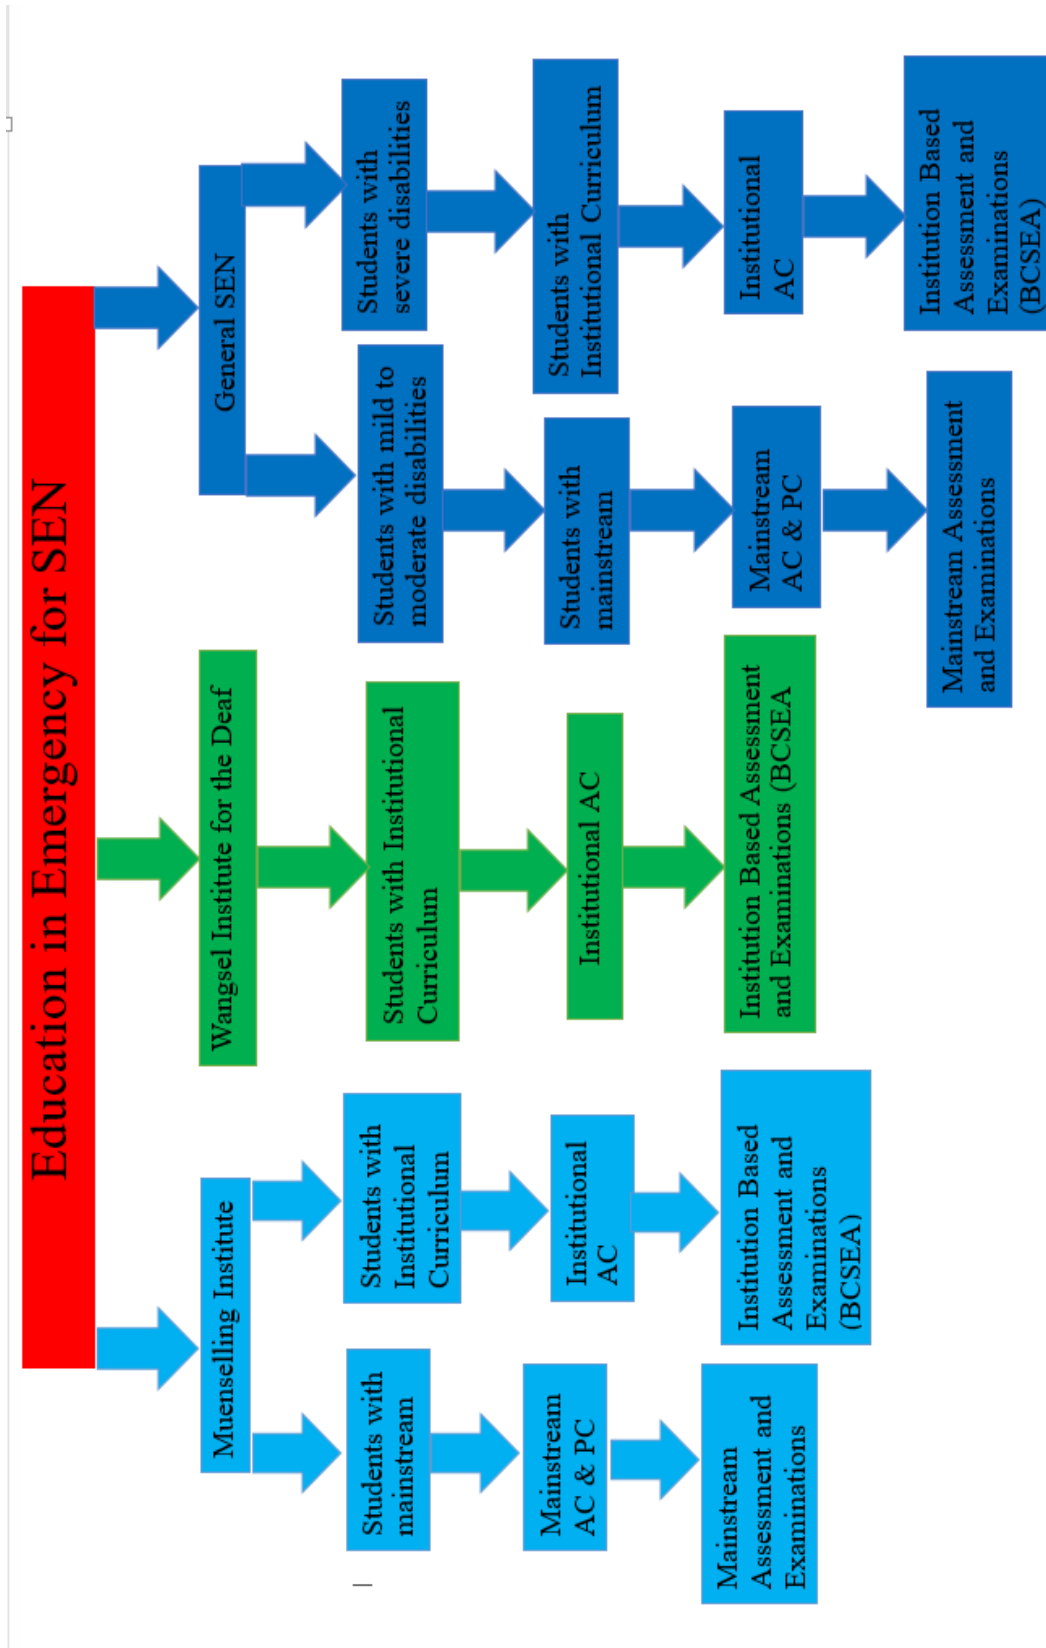 Education in Emergency for SEN
Muenselling Institute
Students with
mainstream
Mainstream
AC & PC
Mainstream
Assessment and
Examinations
Students with
Institutional
Curriculum
Institutional
AC
Institution Based
Assessment and
Examinations
(BCSEA)
Wangsel Institute for the Deaf
Students with Institutional
Curriculum
Institutional AC
Institution Based Assessment
and Examinations (BCSEA
General SEN
Students with mild to
moderate disabilities
Students with
mainstream
Mainstream
AC & PC
Mainstream Assessment
and Examinations
Students with
severe disabilities
Students with
Institutional Curriculum
Institutional
AC
Institution Based
Assessment and
Examinations
(BCSEA)